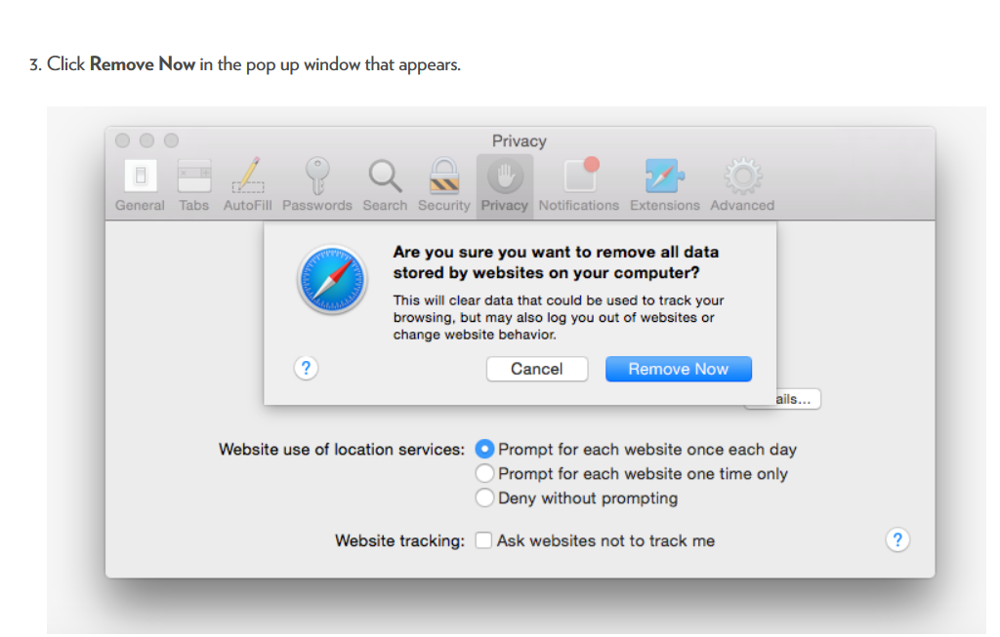 3. Click Remove Now in the pop up window that appears.
Privacy
General Tabs AutoFill Passwords Search Security Privacy Notifications Extensions Advanced
Are you sure you want to remove all data
stored by websites on your computer?
This will clear data that could be used to track your
browsing, but may also log you out of websites or
change website behavior.
? Cancel Remove Now
ails...
Website use of location services: Prompt for each website once each day
Prompt for each website one time only
Deny without prompting
Website tracking: Ask websites not to track me ?